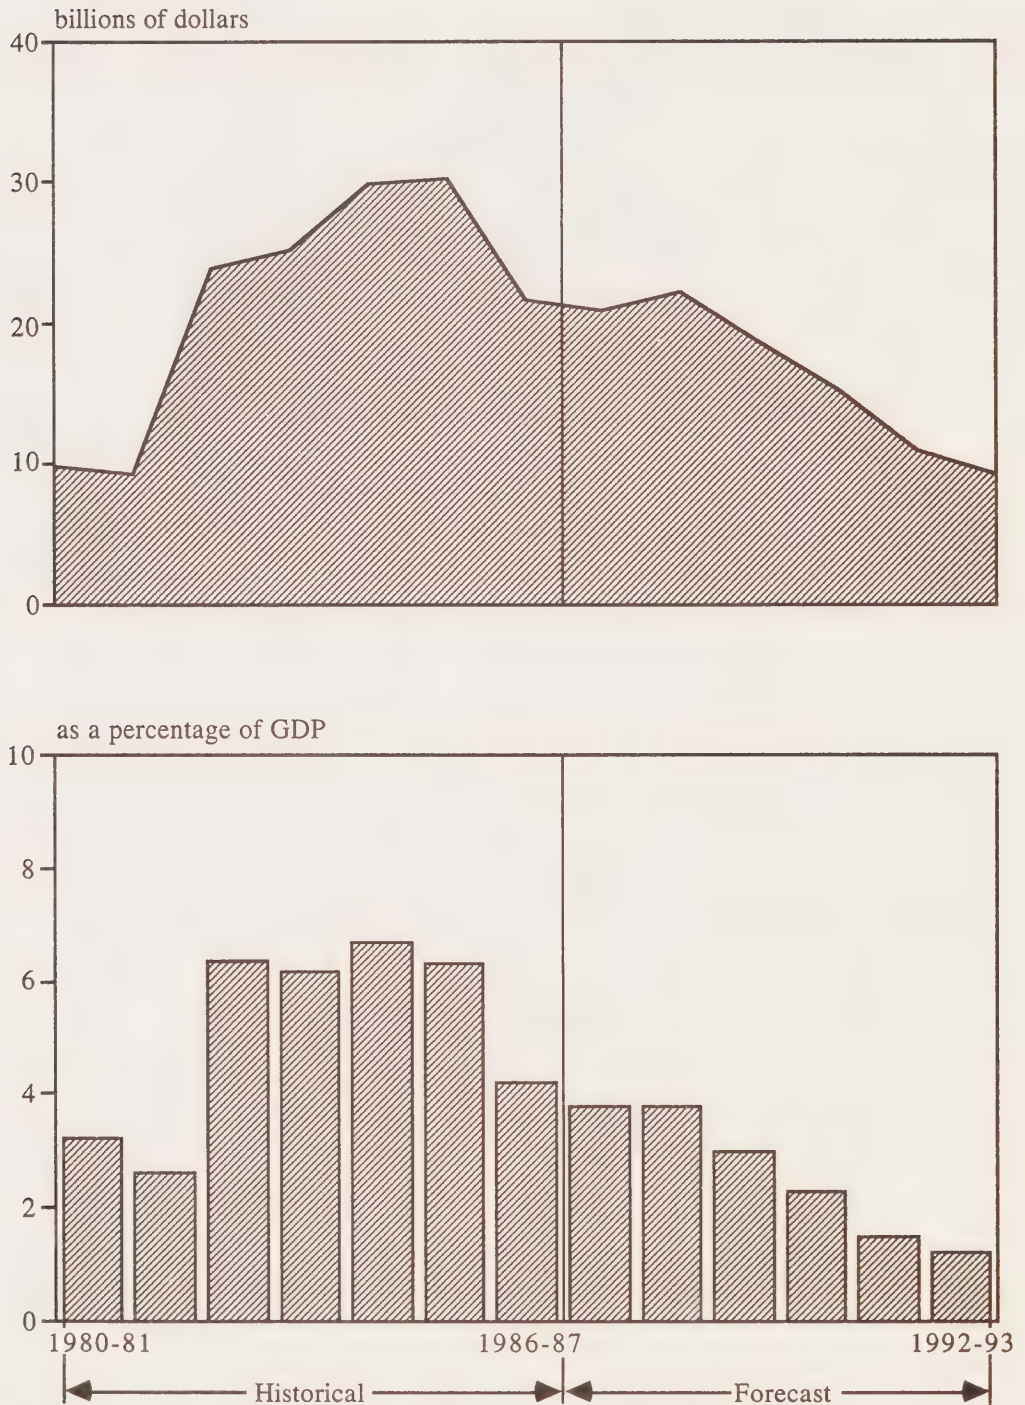 billions of dollars
40
30
20
10
0
as a percentage of GDP
10
8
6
4
2
0
1980-81 1986-87 1992-93
Historical Forecast